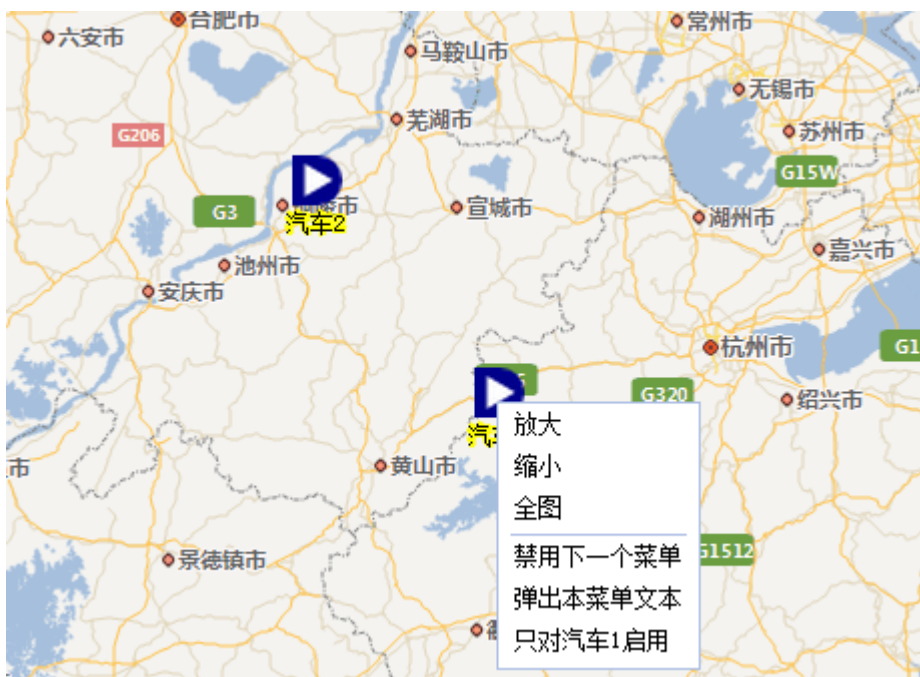 六安市
合肥市
常州市
马鞍山市
无锡市
芜湖市
苏州市
G206
G15W
G3
宣城市
湖州市
汽车2
嘉兴市
池州市
安庆市
杭州市
G1
G320
绍兴市
放大
缩小
黄山市
市
全图
禁用下一个菜单
G1512
景德镇市
弹出本菜单文本
只对汽车1启用